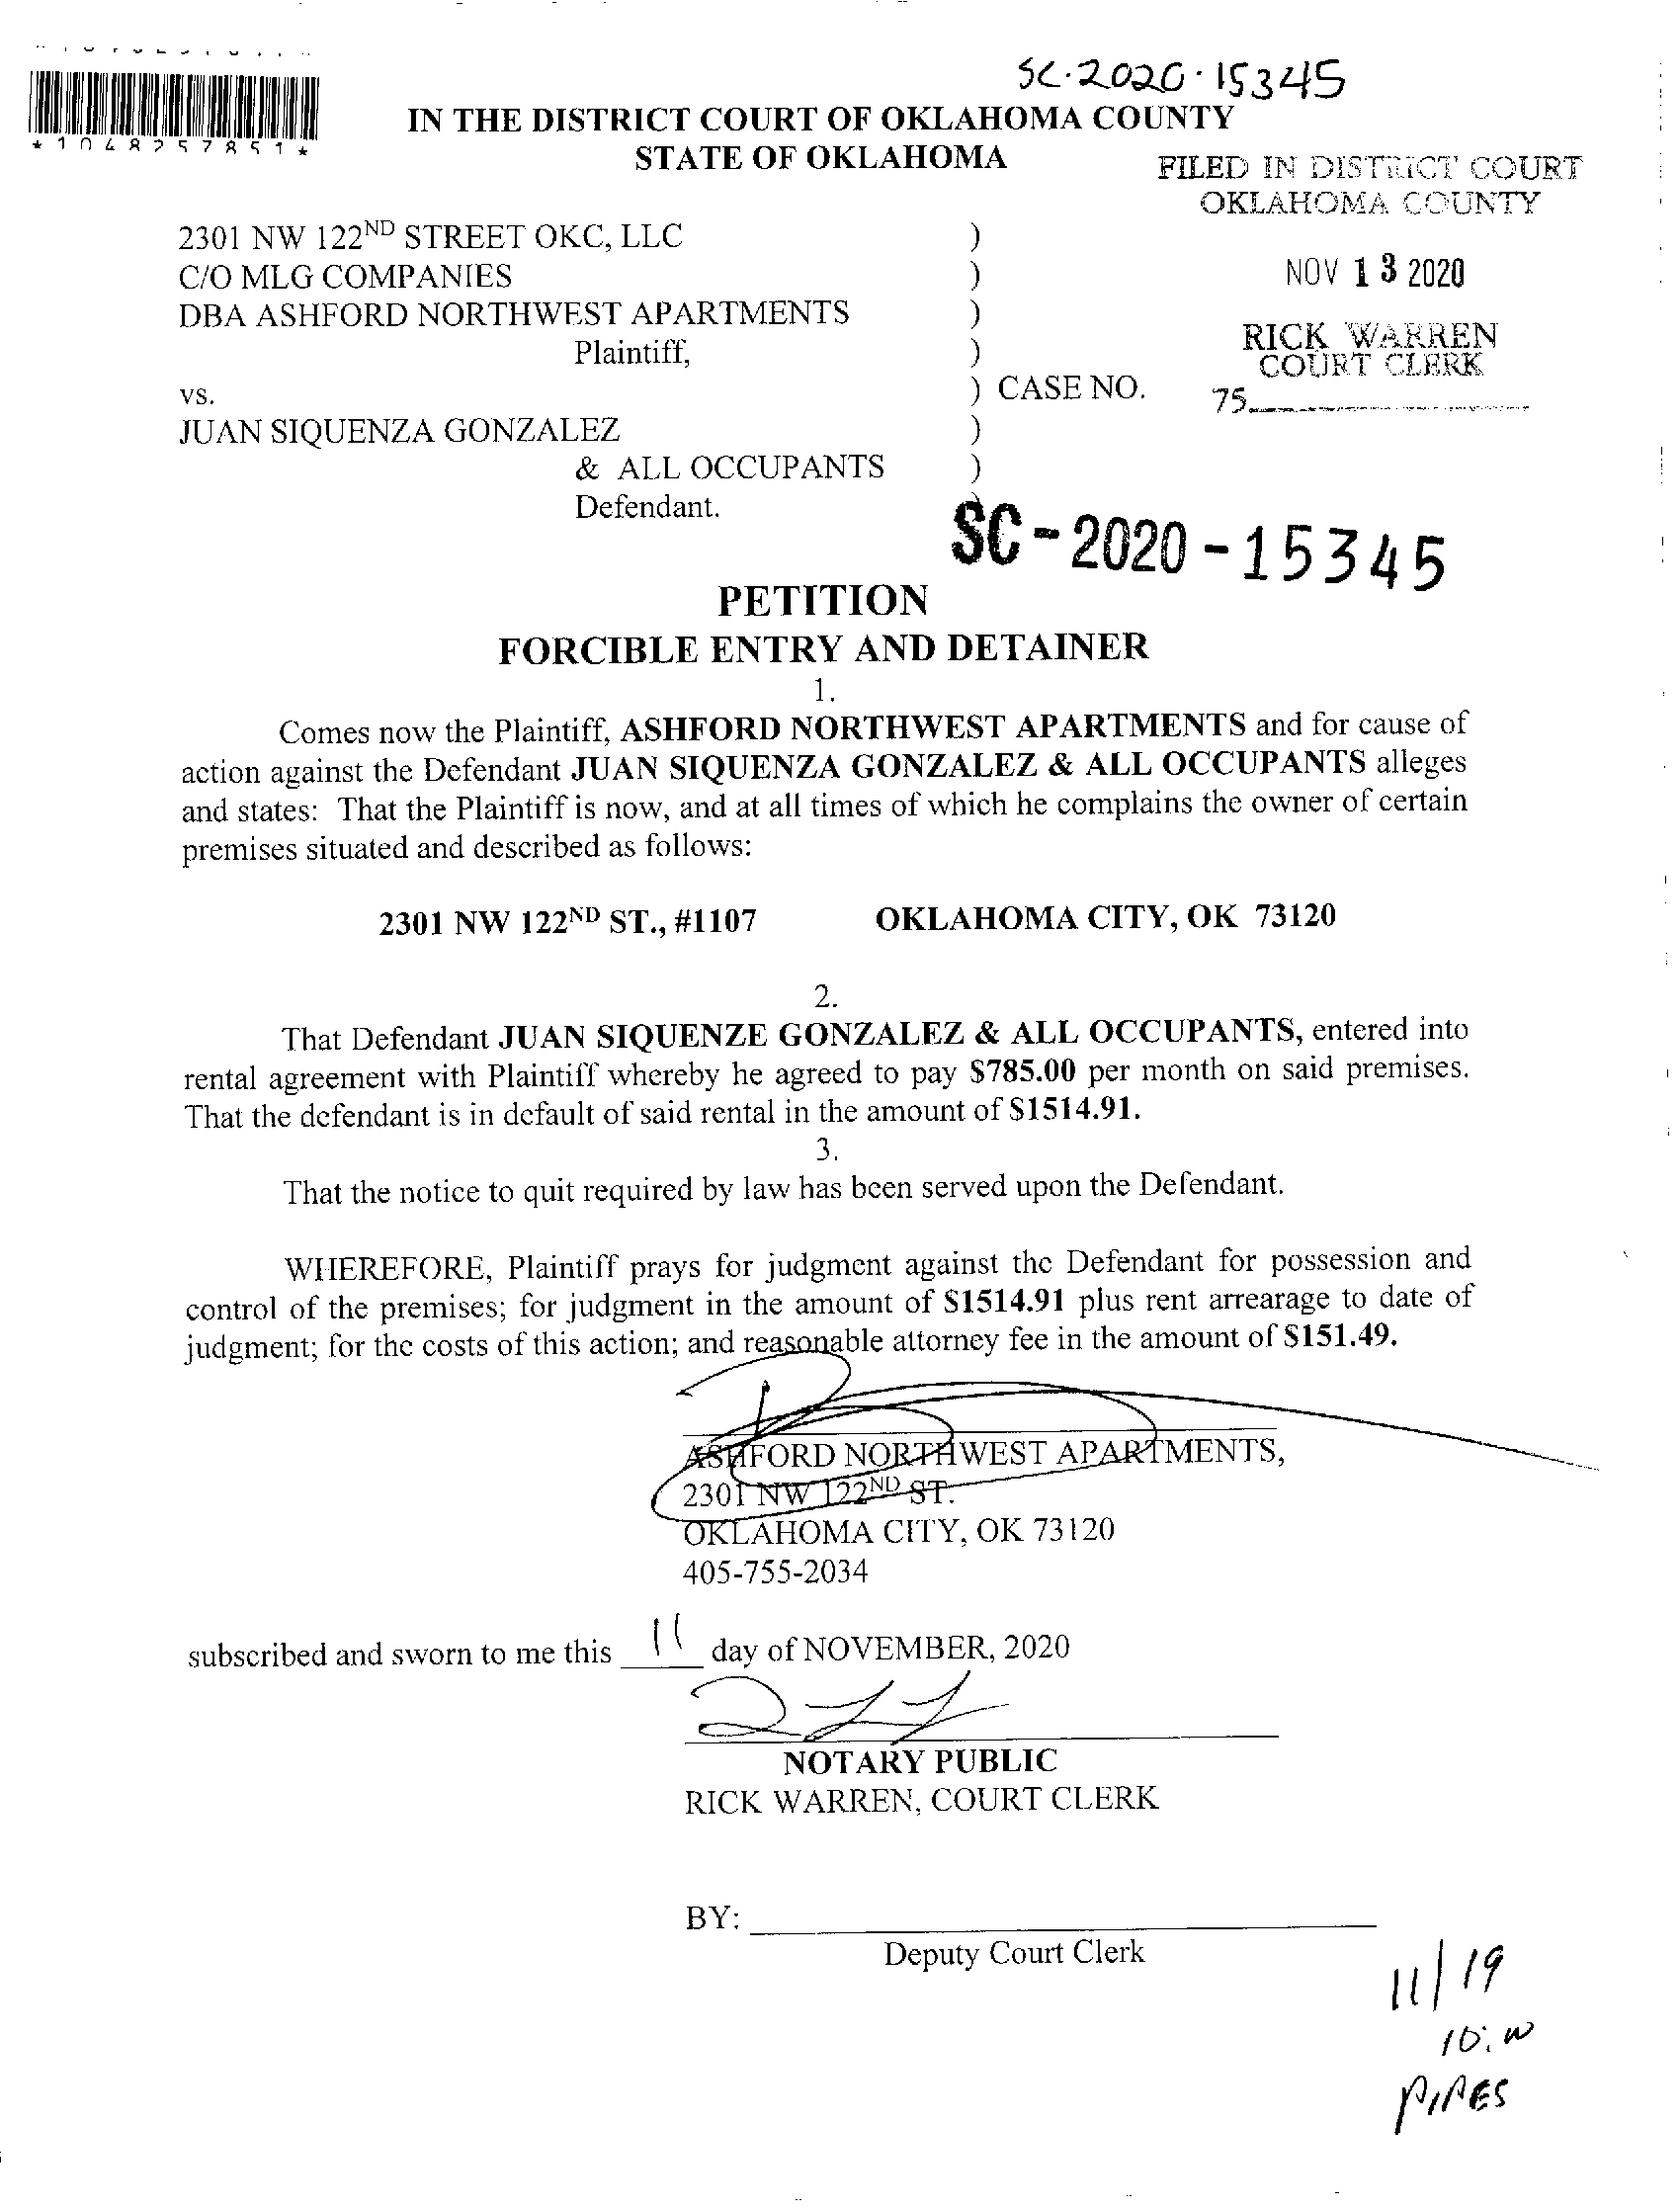 SC-2020-15345
*1048257851*
IN THE DISTRICT COURT OF OKLAHOMA COUNTY
STATE OF OKLAHOMA
FILED IN DISTRICT COURT
OKLAHOMA COUNTY
NOV 13 2020
RICK WARREN
COURT CLERK
75
2301 NW 122ND STREET OKC, LLC )
C/O MLG COMPANIES )
DBA ASHFORD NORTHWEST APARTMENTS )
Plaintiff, )
vs. ) CASE NO.
JUAN SIQUENZA GONZALEZ )
& ALL OCCUPANTS )
Defendant. )
SC-2020-15345
PETITION
FORCIBLE ENTRY AND DETAINER
1.
Comes now the Plaintiff, ASHFORD NORTHWEST APARTMENTS and for cause of
action against the Defendant JUAN SIQUENZA GONZALEZ & ALL OCCUPANTS alleges
and states: That the Plaintiff is now, and at all times of which he complains the owner of certain
premises situated and described as follows:
2301 NW 122ND ST., #1107 OKLAHOMA CITY, OK 73120
2.
That Defendant JUAN SIQUENZE GONZALEZ & ALL OCCUPANTS, entered into
rental agreement with Plaintiff whereby he agreed to pay $785.00 per month on said premises.
That the defendant is in default of said rental in the amount of $1514.91.
3.
That the notice to quit required by law has been served upon the Defendant.
WHEREFORE, Plaintiff prays for judgment against the Defendant for possession and
control of the premises; for judgment in the amount of $1514.91 plus rent arrearage to date of
judgment; for the costs of this action; and reasonable attorney fee in the amount of $151.49.
ASHFORD NORTHWEST APARTMENTS,
2301 NW 122ND ST.
OKLAHOMA CITY, OK 73120
405-755-2034
subscribed and sworn to me this 11 day of NOVEMBER, 2020
NOTARY PUBLIC
RICK WARREN, COURT CLERK
BY:
Deputy Court Clerk
11/19
PIPES